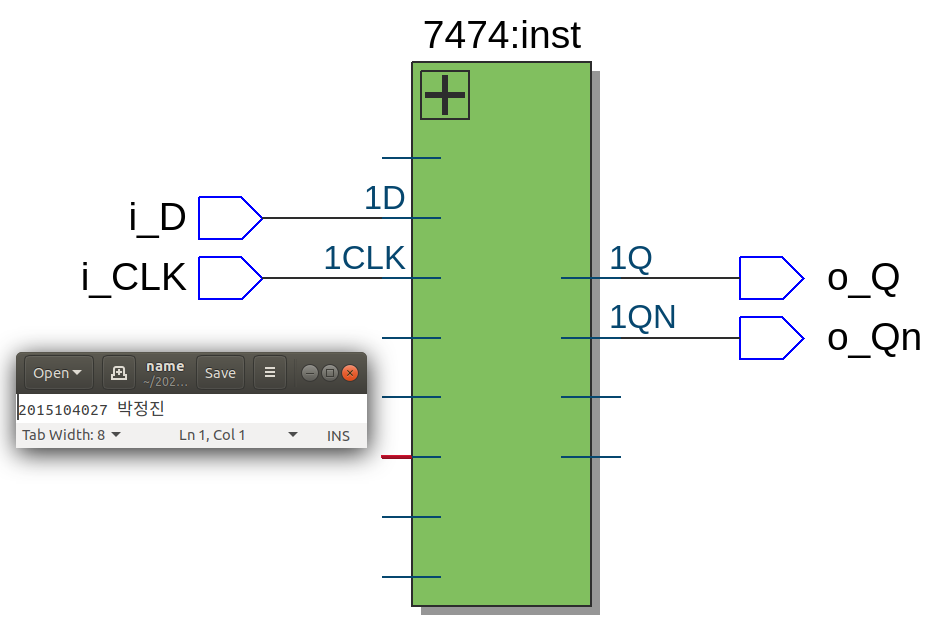 7474:inst
1D
i_D
1CLK
i_CLK
1Q
o_Q
1QN
o_Qn
Open
name
~/202...
Save
2015104027 박정진
Tab Width: 8
Ln 1, Col 1
INS